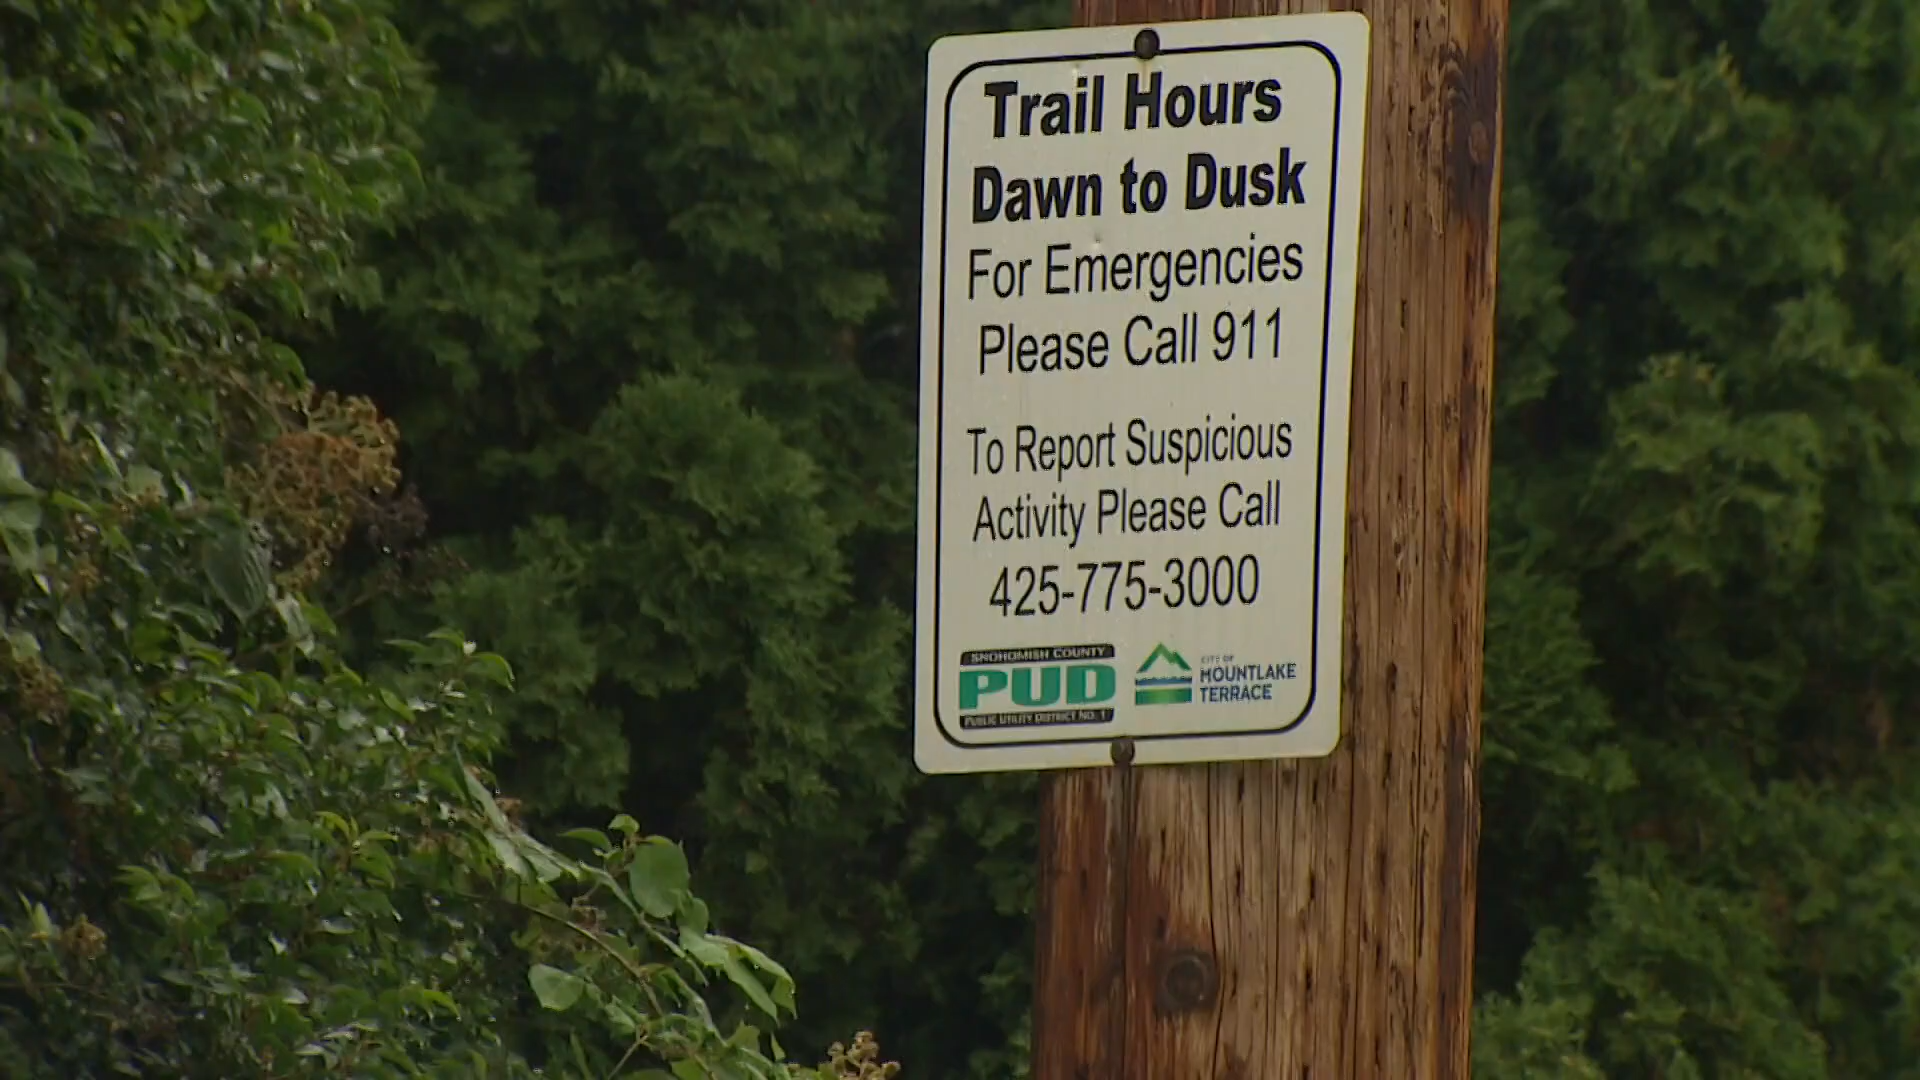 Trail Hours
Dawn to Dusk
For Emergencies
Please Call 911
To Report Suspicious
Activity Please Call
425-775-3000
SNOHOMISH COUNTY
PUD
PUBLIC UTILITY DISTRICT NO. 1
CITY OF
MOUNTLAKE
TERRACE